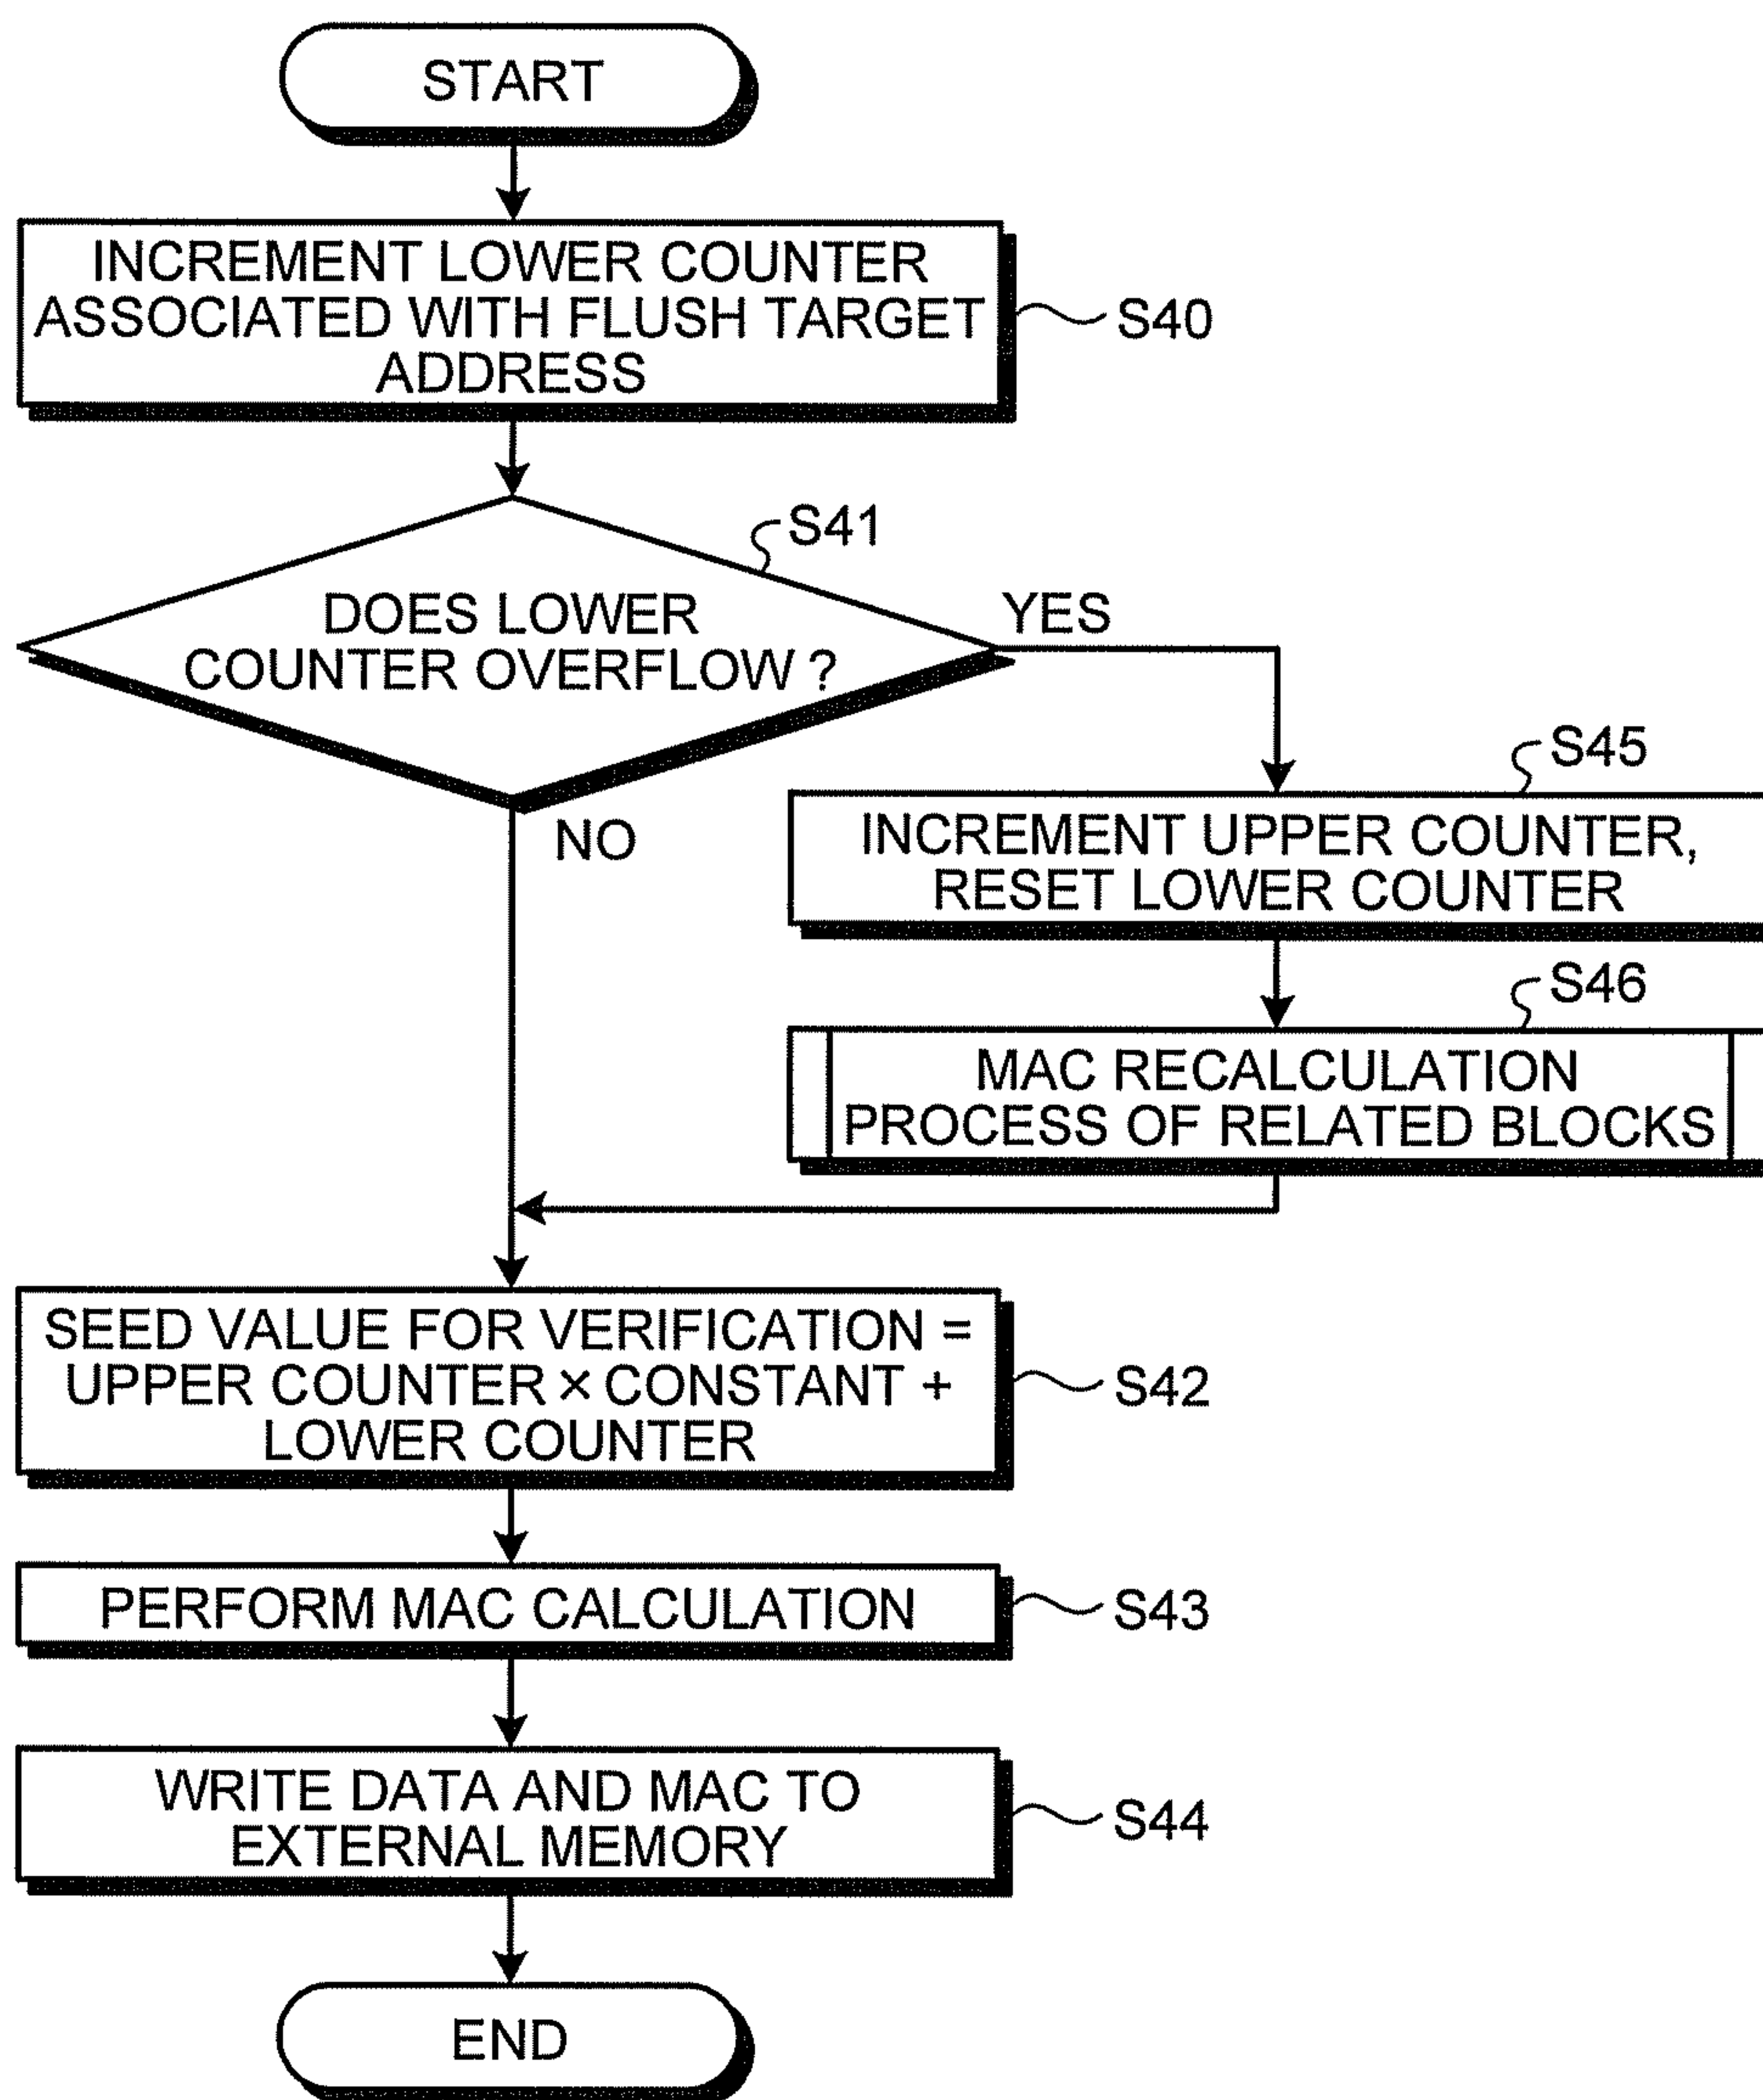 START
INCREMENT LOWER COUNTER
ASSOCIATED WITH FLUSH TARGET
ADDRESS
S40
S41
DOES LOWER
COUNTER OVERFLOW ?
YES
NO
S45
INCREMENT UPPER COUNTER,
RESET LOWER COUNTER
S46
MAC RECALCULATION
PROCESS OF RELATED BLOCKS
SEED VALUE FOR VERIFICATION =
UPPER COUNTER × CONSTANT +
LOWER COUNTER
S42
PERFORM MAC CALCULATION
S43
WRITE DATA AND MAC TO
EXTERNAL MEMORY
S44
END